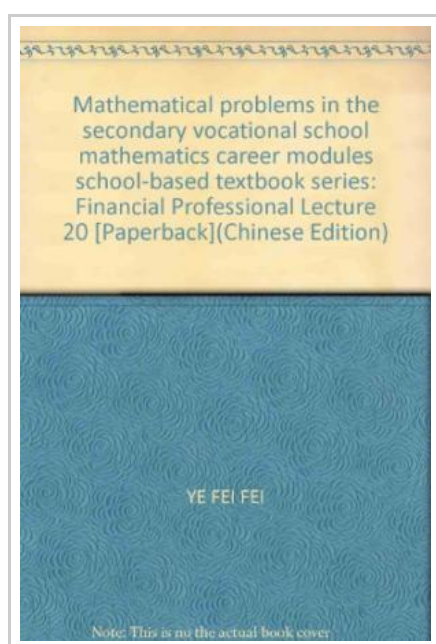 Mathematical problems in the
secondary vocational school
mathematics career modules
school-based textbook series:
Financial Professional Lecture
20 [Paperback](Chinese Edition)
YE FEI FEI
Note: This is no the actual book cover